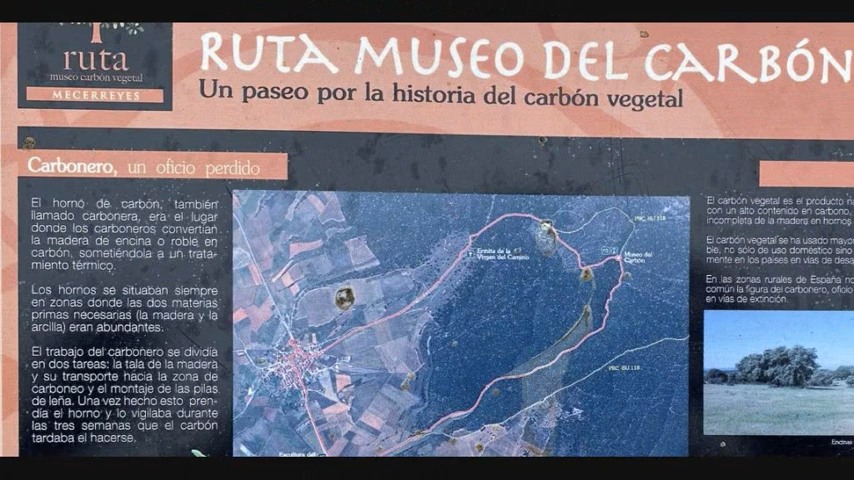 ruta
museo carbón vegetal
MECERREYES
RUTA MUSEO DEL CARBÓN
Un paseo por la historia del carbón vegetal
Carbonero, un oficio perdido
El horno de carbón, también
llamado carbonera, era el lugar
donde los carboneros convertían
la madera de encina o roble en
carbón, sometiéndola a un trata-
miento térmico.
Los hornos se situaban siempre
en zonas donde las dos materias
primas necesarias (la madera y la
arcilla) eran abundantes.
El trabajo del carbonero se dividía
en dos tareas: la tala de la madera
y su transporte hacia la zona de
carboneo y el montaje de las pilas
de leña. Una vez hecho esto pren-
día el horno y lo vigilaba durante
las tres semanas que el carbón
tardaba el hacerse.
Ermita de la
Virgen del Camino
PRC. BU 118
Museo del
Carbón
PRC. BU 118
Escultura del
El carbón vegetal es el producto
con un alto contenido en carbono,
incompleta de la madera en hornos
El carbón vegetal se ha usado
ble, no sólo de uso doméstico sino
mente en los países en vías de
En las zonas rurales de España
común la figura del carbonero, oficio
en vías de extinción.
Encinas